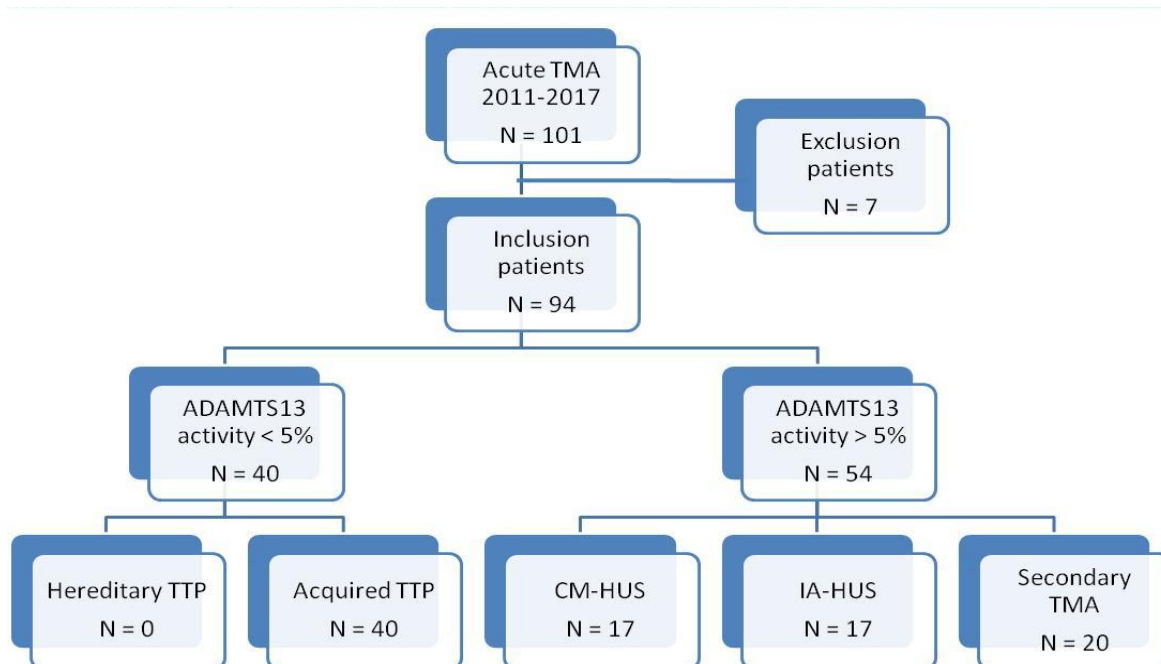 Acute TMA
2011-2017
N = 101
Exclusion
patients
N = 7
Inclusion
patients
N = 94
ADAMTS13
activity < 5%
N = 40
ADAMTS13
activity > 5%
N = 54
Hereditary TTP
N = 0
Acquired TTP
N = 40
CM-HUS
N = 17
IA-HUS
N = 17
Secondary
TMA
N = 20